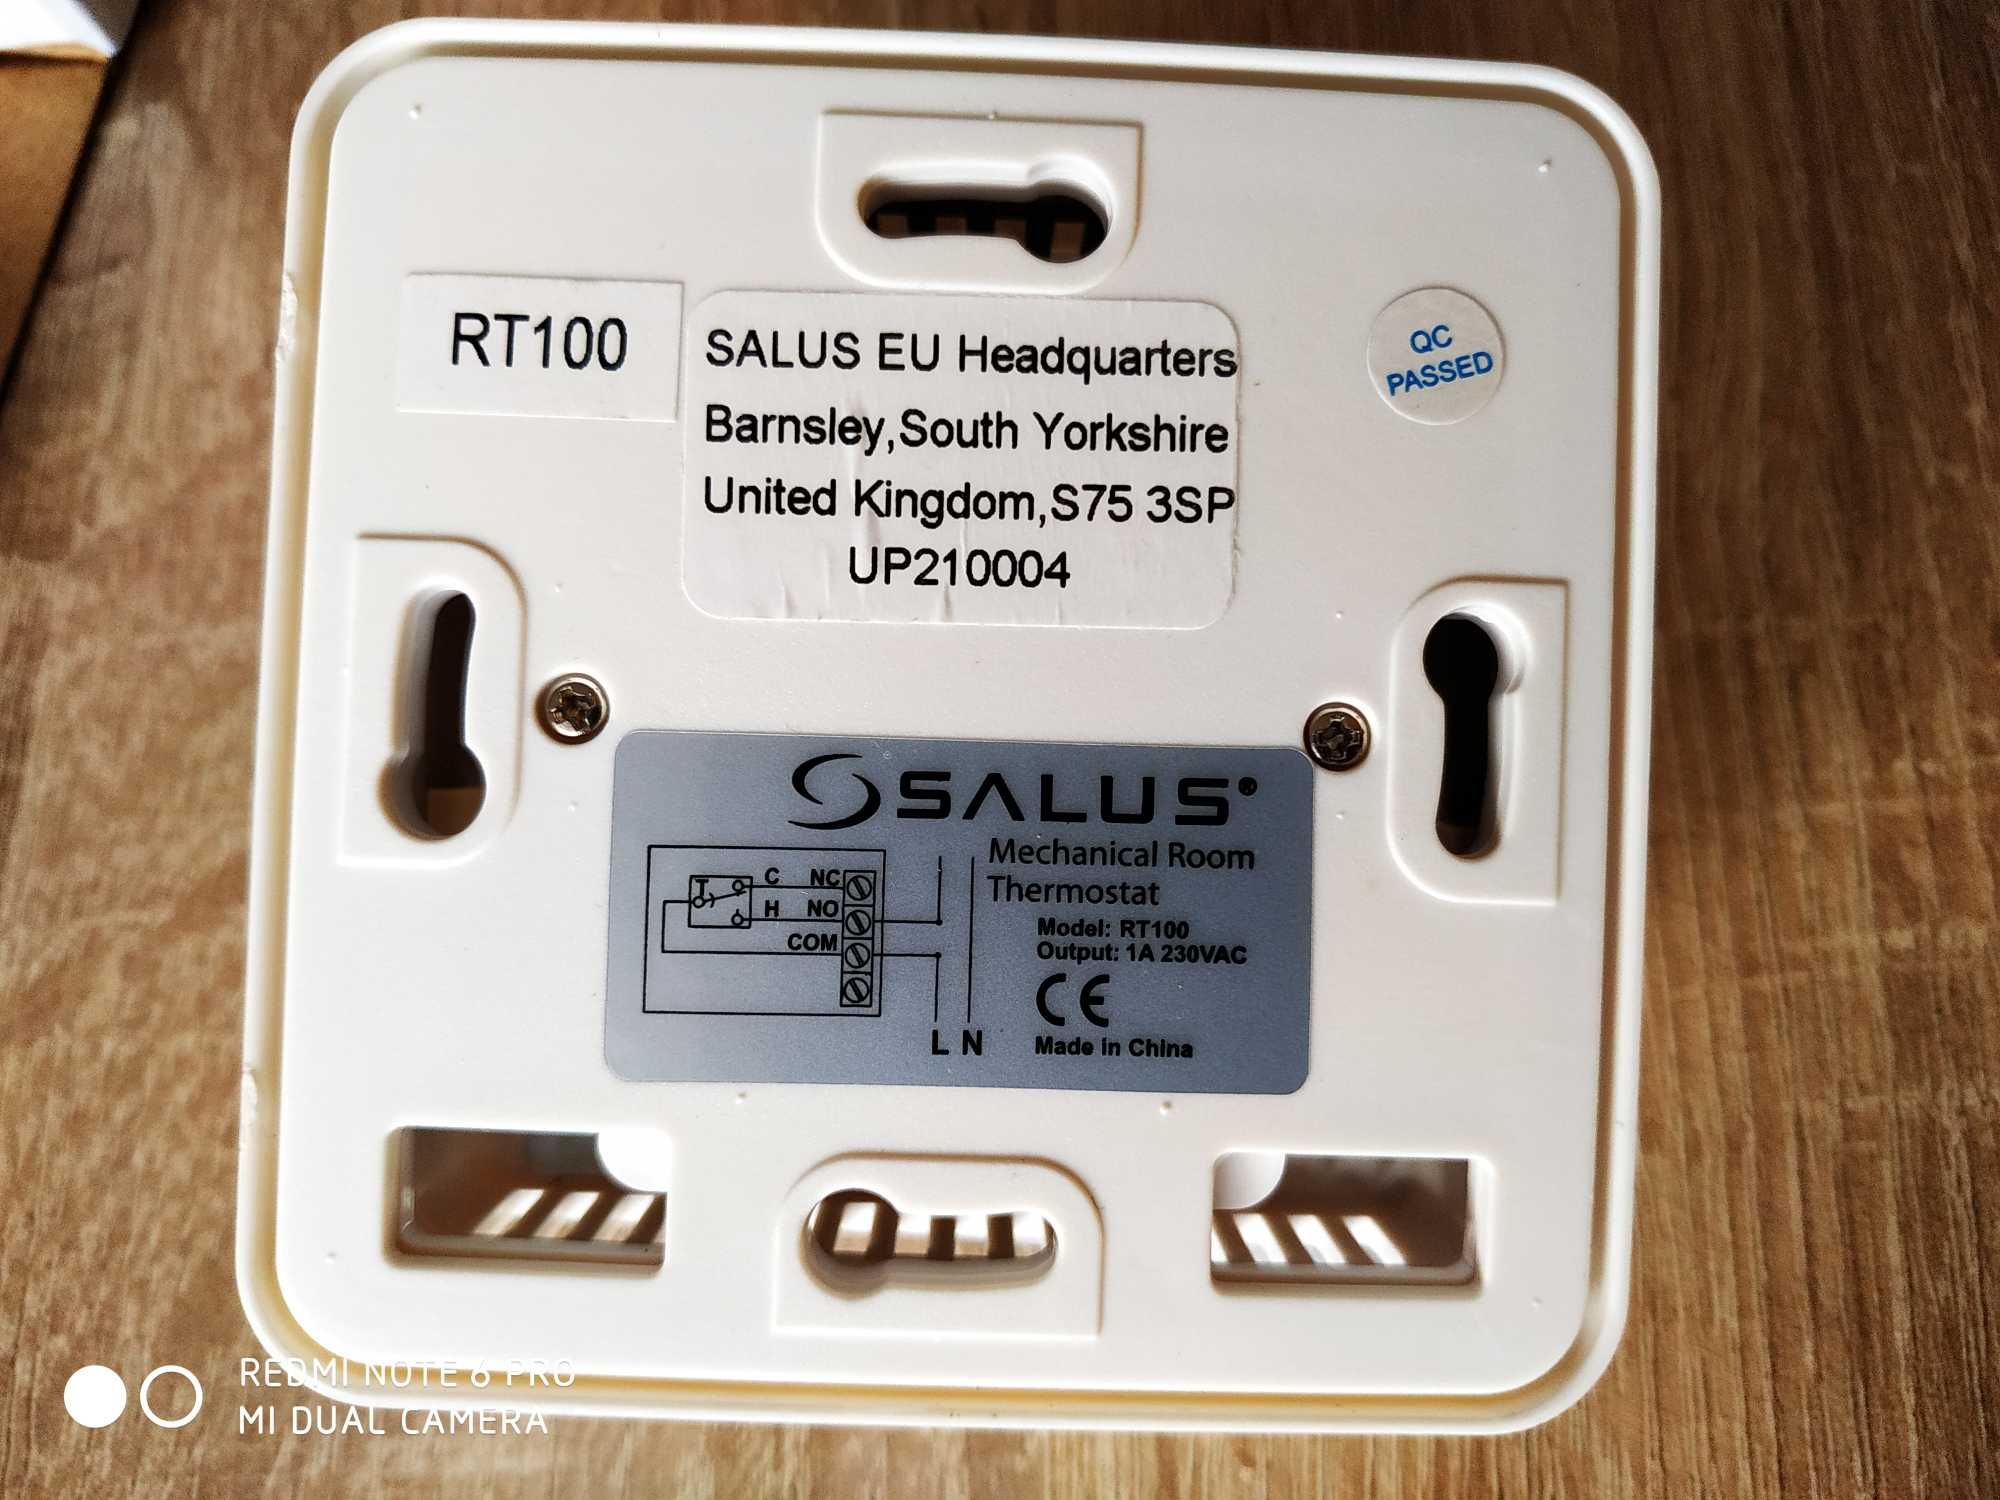 RT100
SALUS EU Headquarters
Barnsley,South Yorkshire
United Kingdom,S75 3SP
UP210004
QC
PASSED
SALUS®
Mechanical Room
Thermostat
Model: RT100
Output: 1A 230VAC
CE
Made in China
T
C NC
H NO
COM
L N
REDMI NOTE 6 PRO
MI DUAL CAMERA